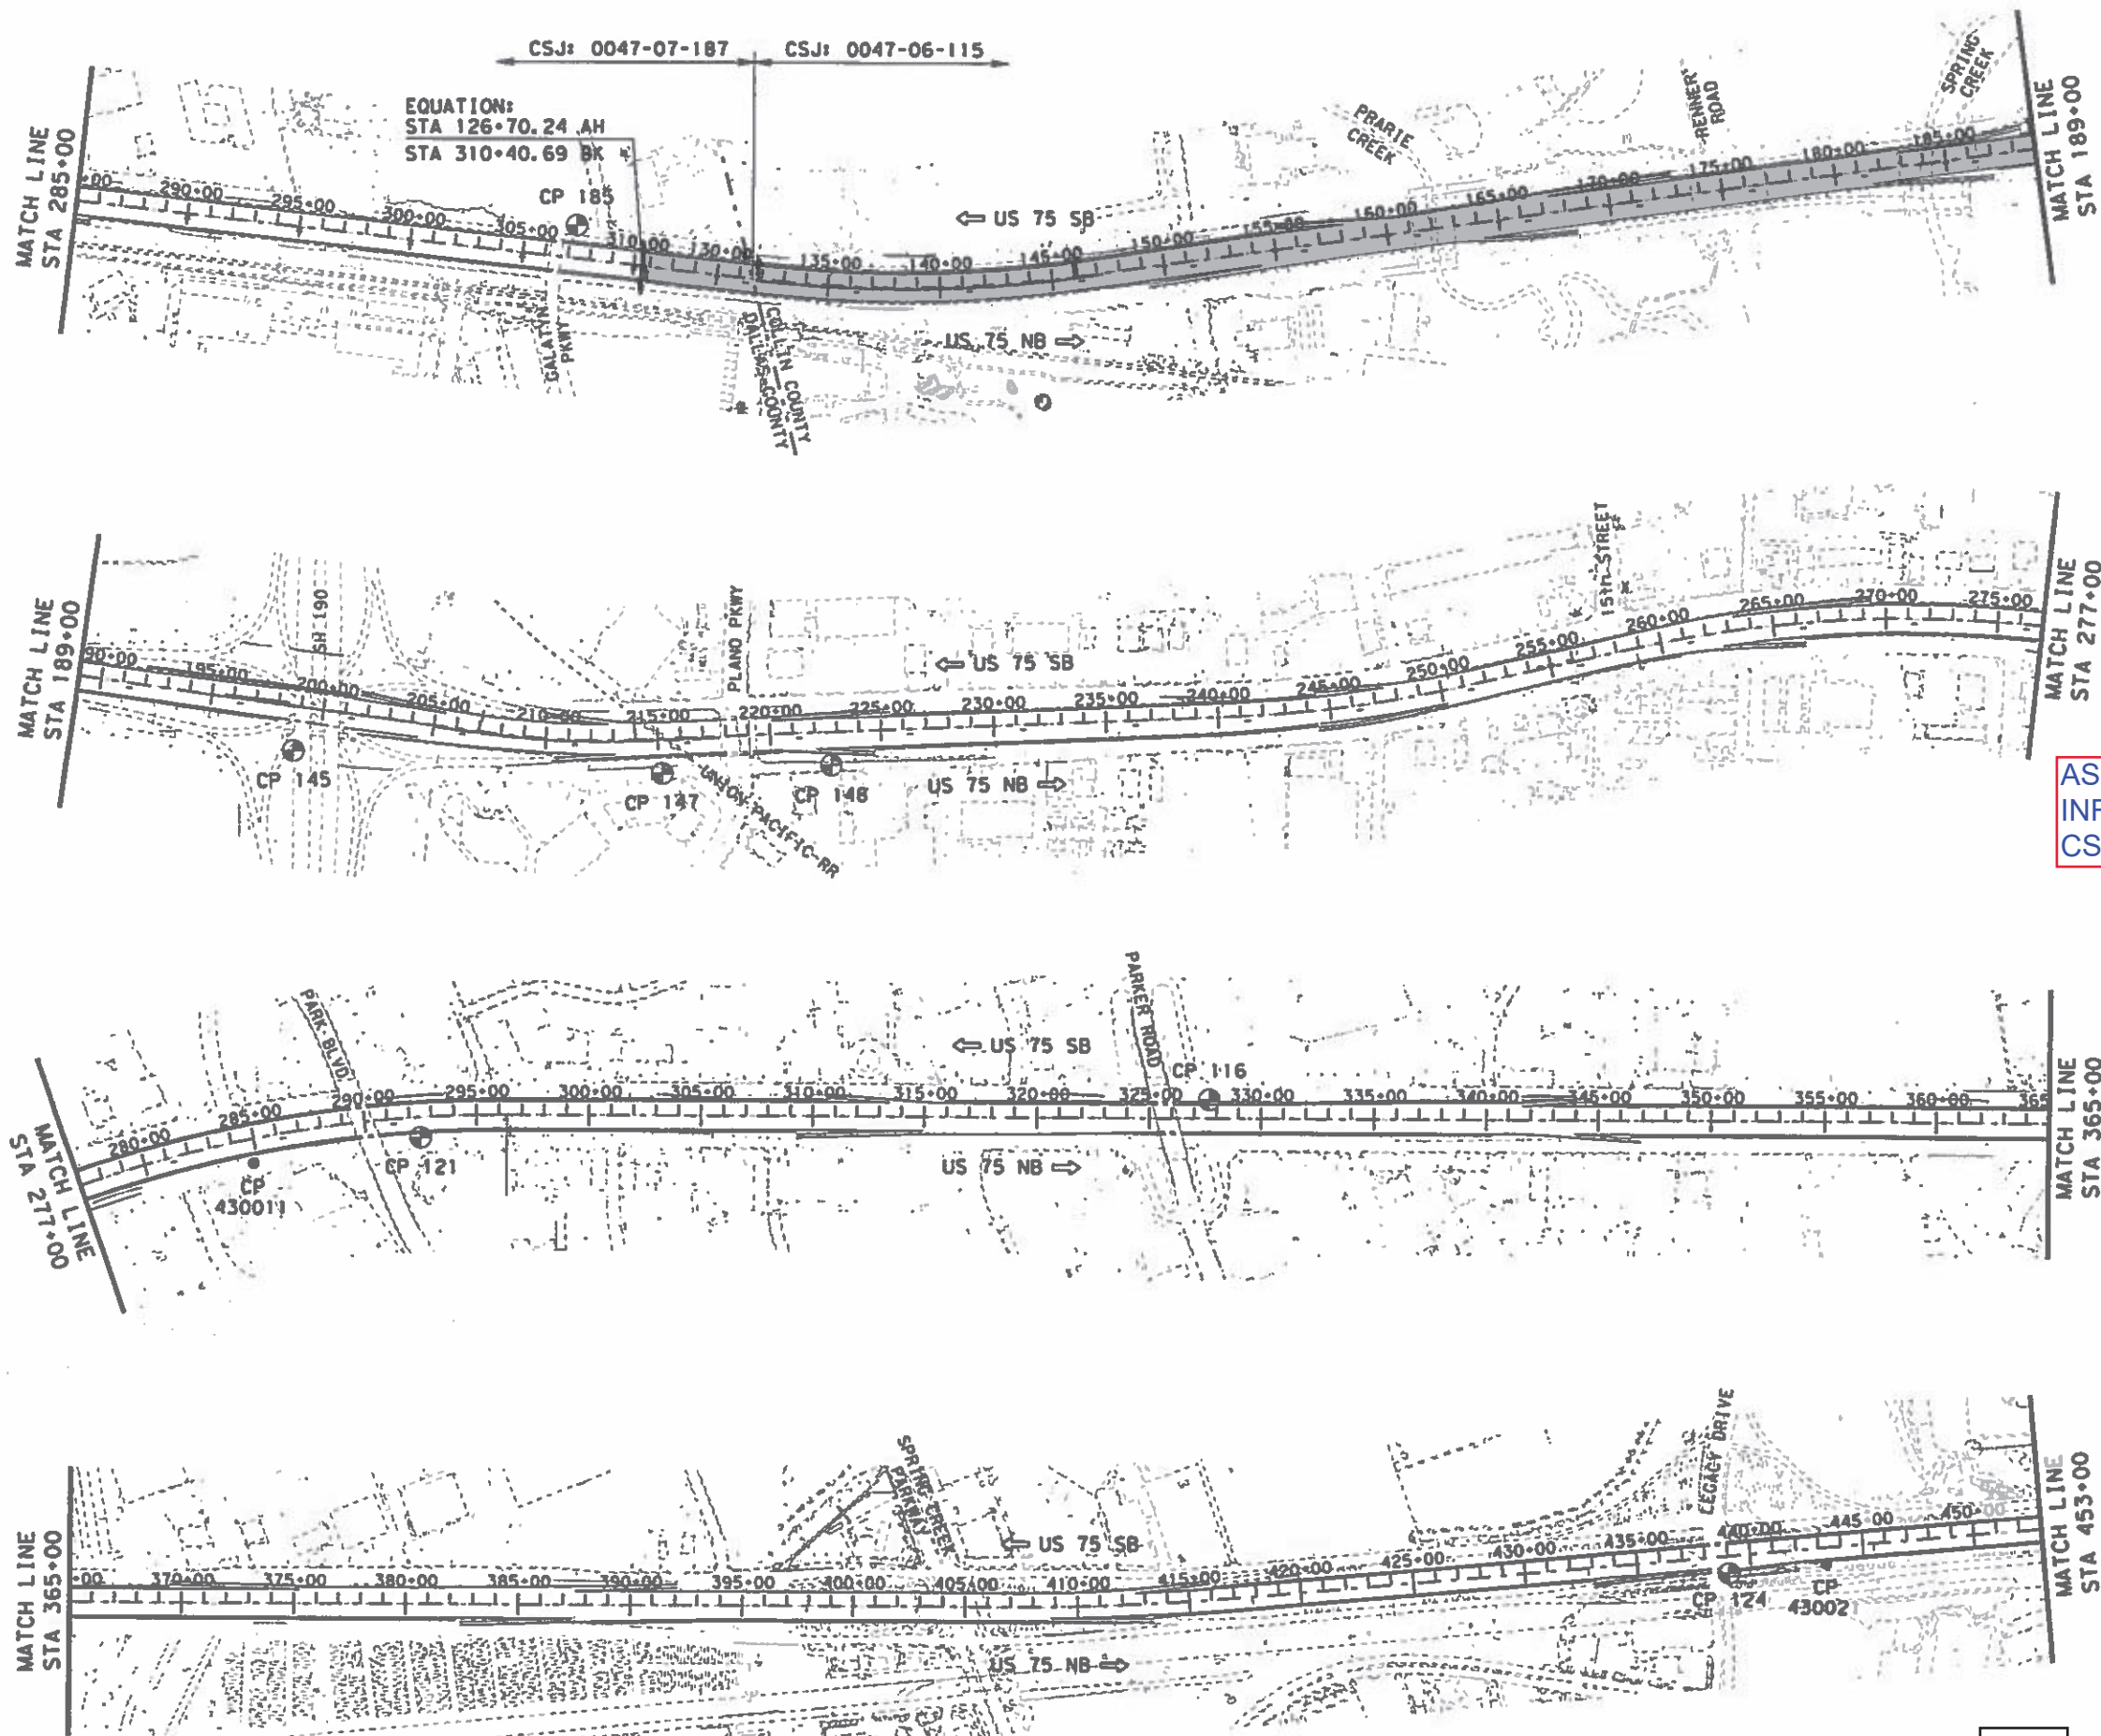 CSJ: 0047-07-187
CSJ: 0047-06-115
EQUATION:
STA 126+70.24 AH
STA 310+40.69 BK
CP 185
MATCH LINE
STA 285+00
+00
290+00
295+00
300+00
305+00
310+00
130+00
135+00
140+00
145+00
150+00
155+00
160+00
165+00
170+00
175+00
180+00
185+00
US 75 SB
US 75 NB
PRARIE
CREEK
RENNER
ROAD
SPRING
CREEK
GALATYN
PKWY
COLLIN COUNTY
DALLAS COUNTY
MATCH LINE
STA 189+00
MATCH LINE
STA 189+00
90+00
195+00
200+00
205+00
210+00
215+00
220+00
225+00
230+00
235+00
240+00
245+00
250+00
255+00
260+00
265+00
270+00
275+00
SH 190
PLANO PKWY
15th STREET
US 75 SB
US 75 NB
CP 145
CP 147
CP 148
UNION PACIFIC RR
MATCH LINE
STA 277+00
AS
CS
MATCH LINE
STA 277+00
280+00
285+00
290+00
295+00
300+00
305+00
310+00
315+00
320+00
325+00
330+00
335+00
340+00
345+00
350+00
355+00
360+00
365
PARK BLVD
PARKER ROAD
US 75 SB
US 75 NB
CP 116
CP 121
CP
430011
MATCH LINE
STA 365+00
MATCH LINE
STA 365+00
+00
370+00
375+00
380+00
385+00
390+00
395+00
400+00
405+00
410+00
415+00
420+00
425+00
430+00
435+00
440+00
445+00
450+00
SPRING CREEK
PARKWAY
LEGACY DRIVE
US 75 SB
US 75 NB
CP 124
CP
43002
MATCH LINE
STA 453+00